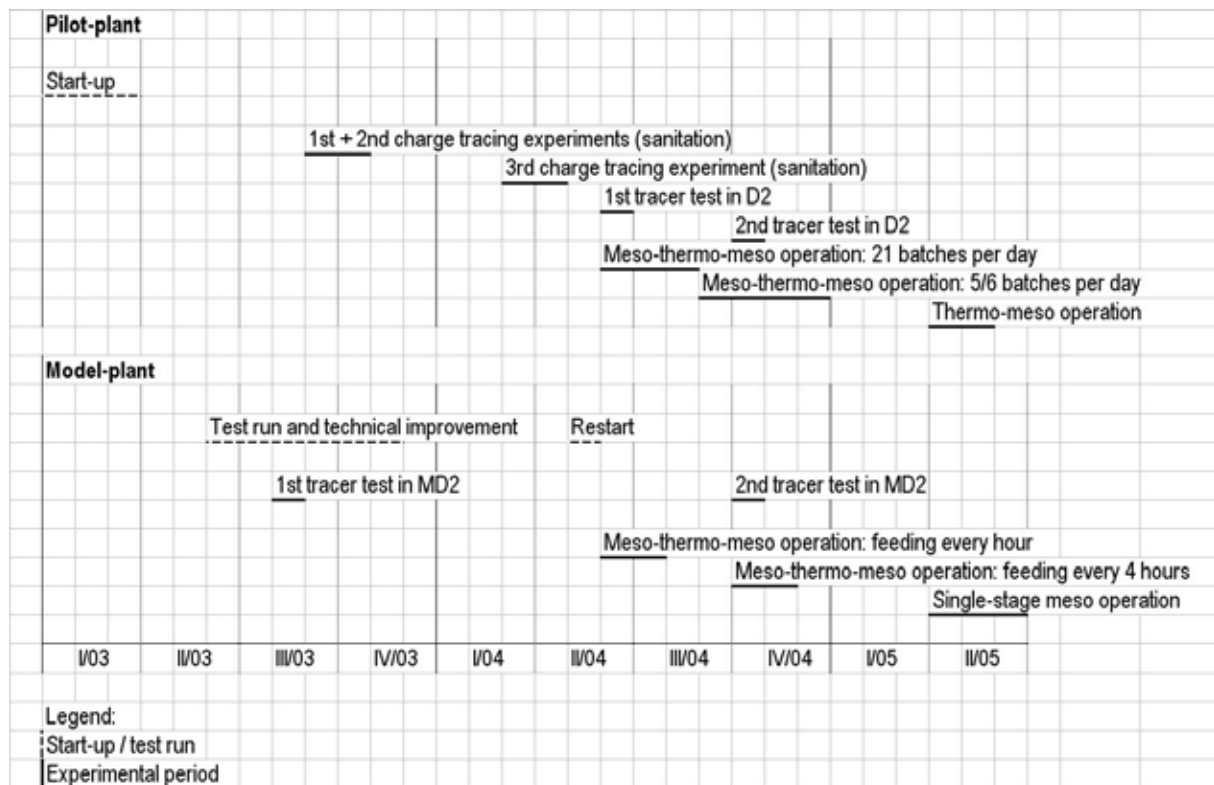 Pilot-plant
Start-up
1st + 2nd charge tracing experiments (sanitation)
3rd charge tracing experiment (sanitation)
1st tracer test in D2
2nd tracer test in D2
Meso-thermo-meso operation: 21 batches per day
Meso-thermo-meso operation: 5/6 batches per day
Thermo-meso operation
Model-plant
Test run and technical improvement Restart
1st tracer test in MD2 2nd tracer test in MD2
Meso-thermo-meso operation: feeding every hour
Meso-thermo-meso operation: feeding every 4 hours
Single-stage meso operation
I/03 II/03 III/03 IV/03 I/04 II/04 III/04 IV/04 I/05 II/05
Legend:
Start-up / test run
Experimental period